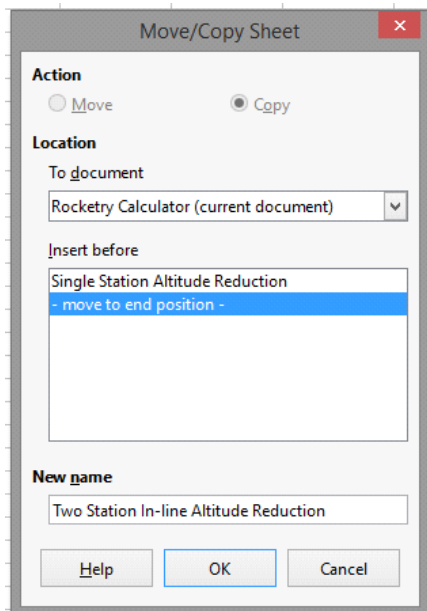 Move/Copy Sheet
Action
Move
Copy
Location
To document
Rocketry Calculator (current document)
Insert before
Single Station Altitude Reduction
- move to end position -
New name
Two Station In-line Altitude Reduction
Help
OK
Cancel